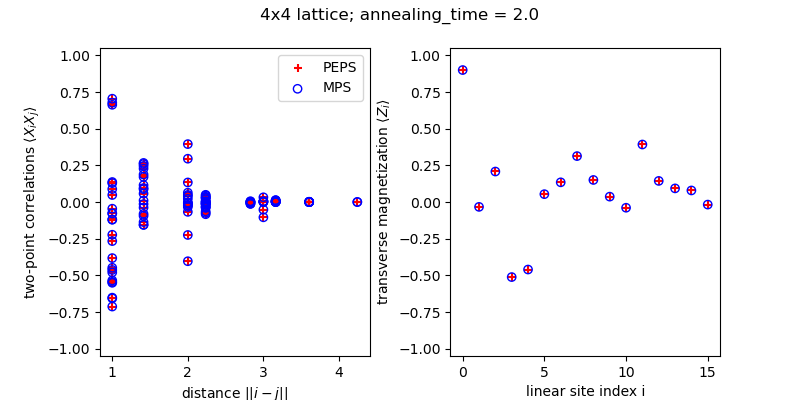 4x4 lattice; annealing_time = 2.0
two-point correlations ⟨X_iX_j⟩
1.00
0.75
0.50
0.25
0.00
−0.25
−0.50
−0.75
−1.00
PEPS
MPS
1 2 3 4
distance ||i − j||
transverse magnetization ⟨Z_i⟩
1.00
0.75
0.50
0.25
0.00
−0.25
−0.50
−0.75
−1.00
0 5 10 15
linear site index i